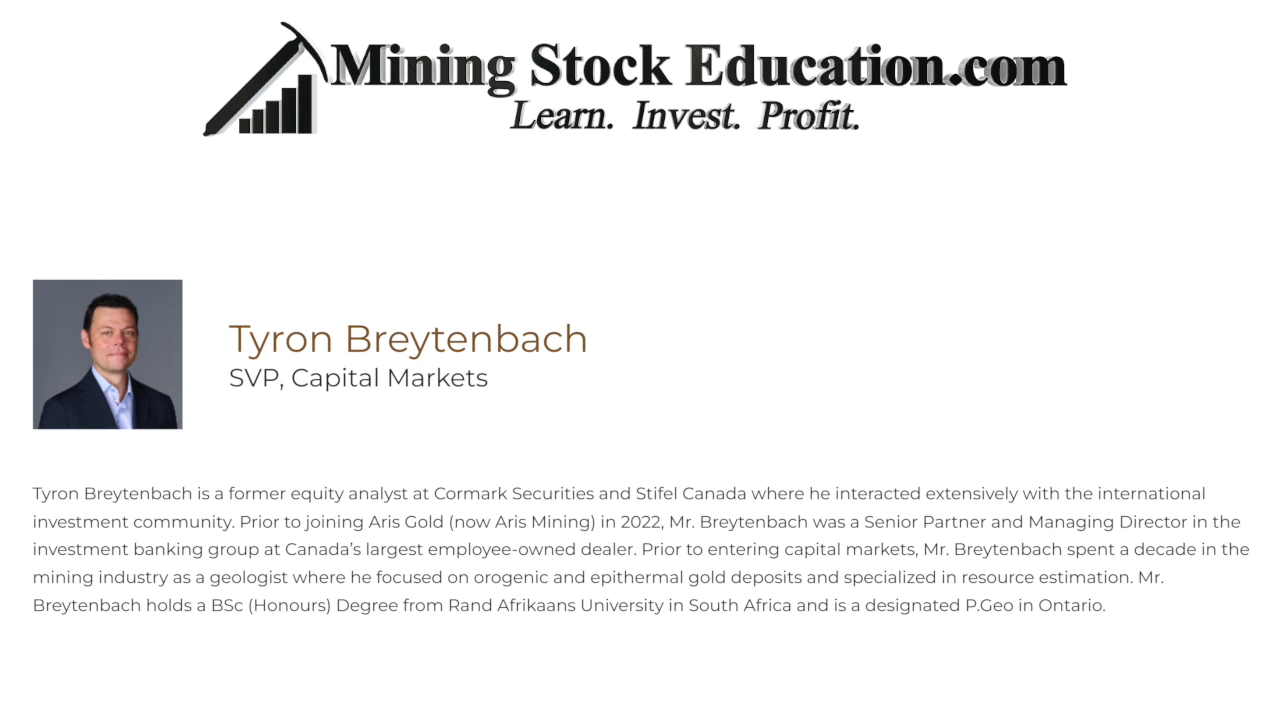 Mining Stock Education.com
Learn. Invest. Profit.
Tyron Breytenbach
SVP, Capital Markets
Tyron Breytenbach is a former equity analyst at Cormark Securities and Stifel Canada where he interacted extensively with the international
investment community. Prior to joining Aris Gold (now Aris Mining) in 2022, Mr. Breytenbach was a Senior Partner and Managing Director in the
investment banking group at Canada’s largest employee-owned dealer. Prior to entering capital markets, Mr. Breytenbach spent a decade in the
mining industry as a geologist where he focused on orogenic and epithermal gold deposits and specialized in resource estimation. Mr.
Breytenbach holds a BSc (Honours) Degree from Rand Afrikaans University in South Africa and is a designated P.Geo in Ontario.